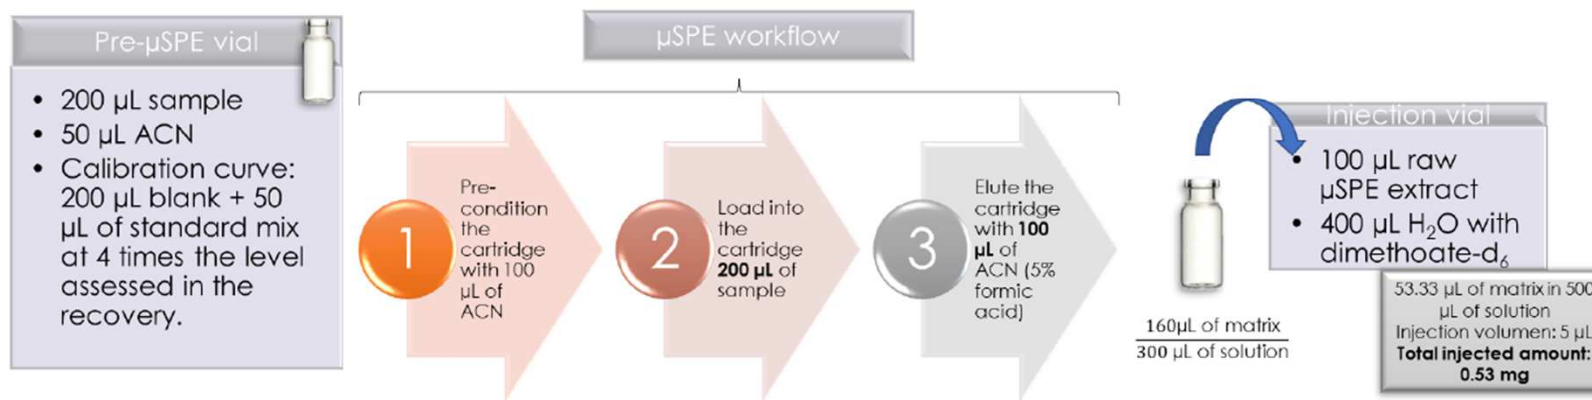 Pre-µSPE vial
• 200 µL sample
• 50 µL ACN
• Calibration curve:
200 µL blank + 50
µL of standard mix
at 4 times the level
assessed in the
recovery.
µSPE workflow
1
Pre-
condition
the
cartridge
with 100
µL of
ACN
2
Load into
the
cartridge
200 µL of
sample
3
Elute the
cartridge
with 100
µL of
ACN (5%
formic
acid)
160µL of matrix
300 µL of solution
Injection vial
• 100 µL raw
µSPE extract
• 400 µL H₂O with
dimethoate-d₆
53.33 µL of matrix in 500
µL of solution
Injection volumen: 5 µL
Total injected amount:
0.53 mg